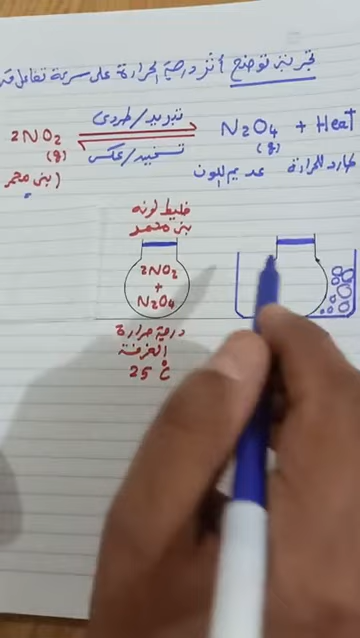 تجربة توضح أثر درجة الحرارة على سرعة تفاعل
تبريد/طردي
2NO₂ ⇌ N₂O₄ + Heat
(g) (g)
تسخين/عكسي
بني محمر
عديم اللون
طارد للحرارة
خليط لونه
بني محمر
2NO₂
+
N₂O₄
درجة حرارة
الغرفة
25 °C